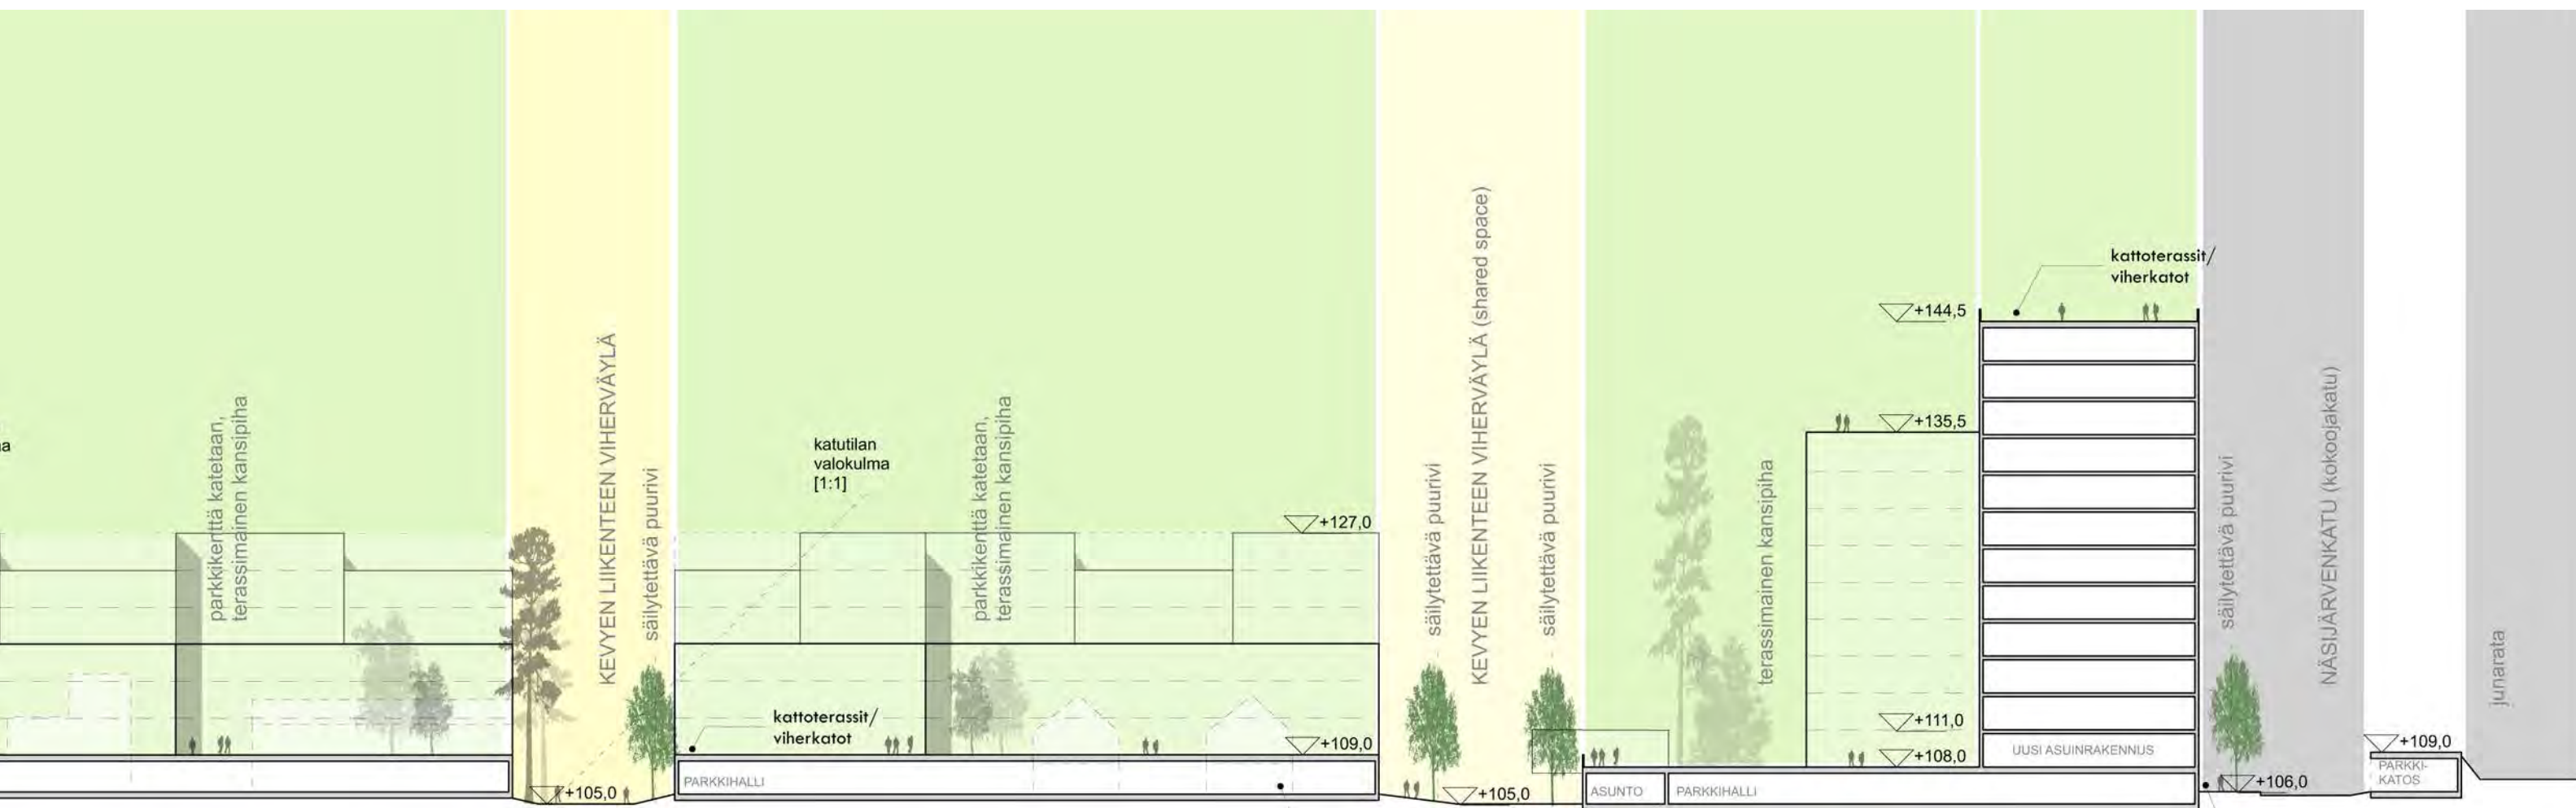 parkkikenttä katetaan,
terassimainen kansipiha
KEVYEN LIIKENTEEN VIHERVÄYLÄ
säilytettävä puurivi
+105,0
katutilan
valokulma
[1:1]
parkkikenttä katetaan,
terassimainen kansipiha
+127,0
kattoterassit/
viherkatot
+109,0
PARKKIHALLI
säilytettävä puurivi
KEVYEN LIIKENTEEN VIHERVÄYLÄ (shared space)
säilytettävä puurivi
+105,0
terassimainen kansipiha
kattoterassit/
viherkatot
+144,5
+135,5
+111,0
+108,0
UUSI ASUINRAKENNUS
ASUNTO
PARKKIHALLI
säilytettävä puurivi
NÄSIJÄRVENKATU (kokoojakatu)
+106,0
+109,0
PARKKI-
KATOS
junarata